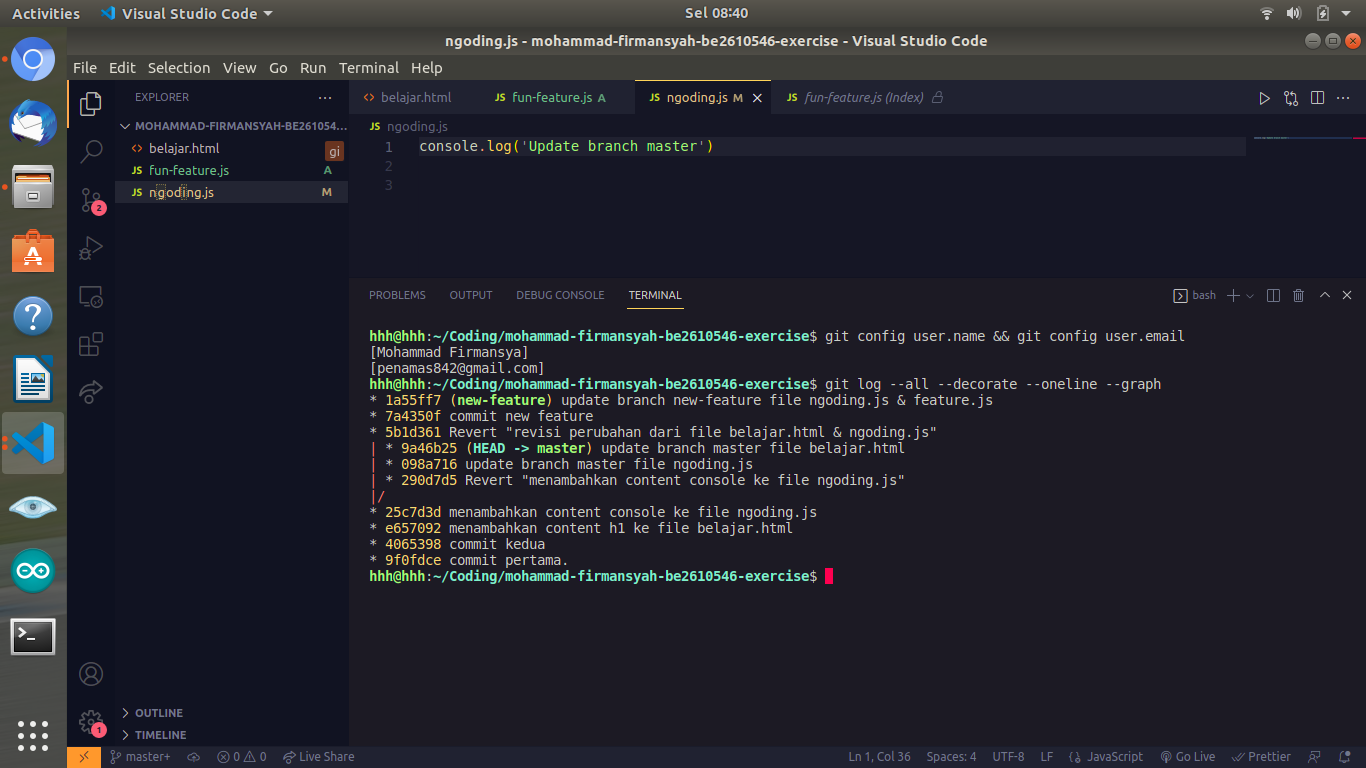 Activities Visual Studio Code Sel 08:40
ngoding.js - mohammad-firmansyah-be2610546-exercise - Visual Studio Code
File Edit Selection View Go Run Terminal Help
EXPLORER ...
MOHAMMAD-FIRMANSYAH-BE261054...
<> belajar.html gi
JS fun-feature.js A
JS ngoding.js M
2
OUTLINE
TIMELINE
1
<> belajar.html JS fun-feature.js A JS ngoding.js M JS fun-feature.js (Index)
JS ngoding.js
1 console.log('Update branch master')
2
3
PROBLEMS OUTPUT DEBUG CONSOLE TERMINAL bash
hhh@hhh:~/Coding/mohammad-firmansyah-be2610546-exercise$ git config user.name && git config user.email
[Mohammad Firmansya]
[penamas842@gmail.com]
hhh@hhh:~/Coding/mohammad-firmansyah-be2610546-exercise$ git log --all --decorate --oneline --graph
* 1a55ff7 (new-feature) update branch new-feature file ngoding.js & feature.js
* 7a4350f commit new feature
* 5b1d361 Revert "revisi perubahan dari file belajar.html & ngoding.js"
| * 9a46b25 (HEAD -> master) update branch master file belajar.html
| * 098a716 update branch master file ngoding.js
| * 290d7d5 Revert "menambahkan content console ke file ngoding.js"
|/
* 25c7d3d menambahkan content console ke file ngoding.js
* e657092 menambahkan content h1 ke file belajar.html
* 4065398 commit kedua
* 9f0fdce commit pertama.
hhh@hhh:~/Coding/mohammad-firmansyah-be2610546-exercise$
master+ 0 0 Live Share Ln 1, Col 36 Spaces: 4 UTF-8 LF {} JavaScript Go Live Prettier